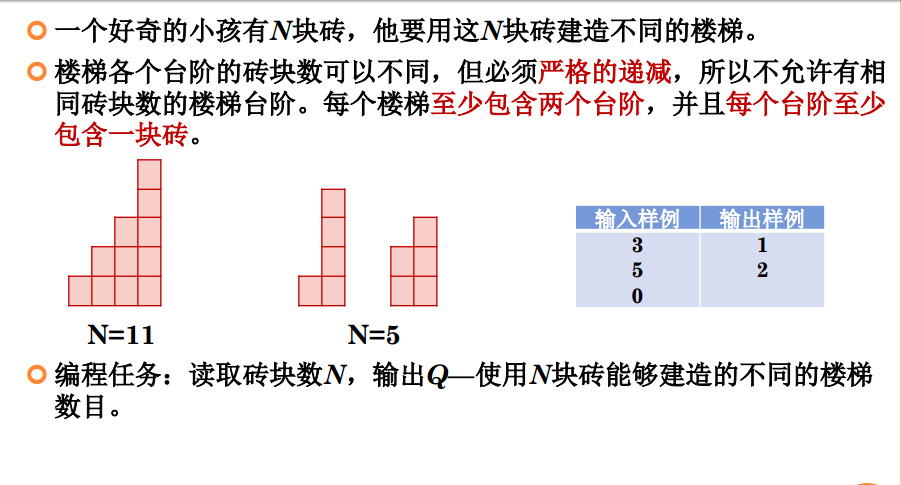 一个好奇的小孩有N块砖，他要用这N块砖建造不同的楼梯。
楼梯各个台阶的砖块数可以不同，但必须严格的递减，所以不允许有相
同砖块数的楼梯台阶。每个楼梯至少包含两个台阶，并且每个台阶至少
包含一块砖。
输入样例 输出样例
3 1
5 2
0
N=11 N=5
编程任务：读取砖块数N，输出Q—使用N块砖能够建造的不同的楼梯
数目。